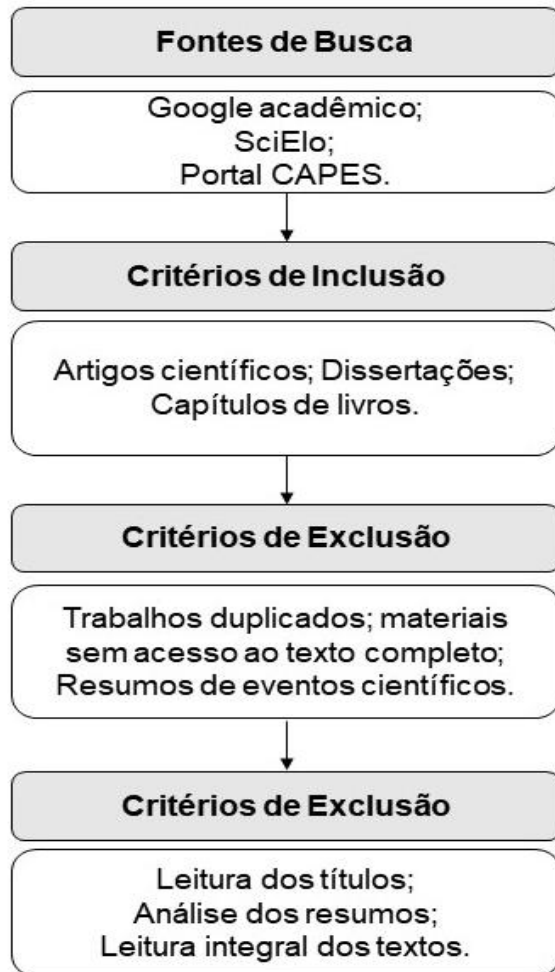 Fontes de Busca
Google acadêmico;
SciElo;
Portal CAPES.
Critérios de Inclusão
Artigos científicos; Dissertações;
Capítulos de livros.
Critérios de Exclusão
Trabalhos duplicados; materiais
sem acesso ao texto completo;
Resumos de eventos científicos.
Critérios de Exclusão
Leitura dos títulos;
Análise dos resumos;
Leitura integral dos textos.